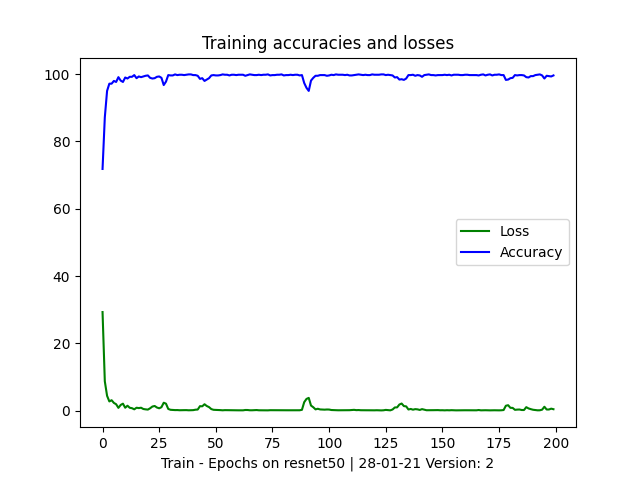 Training accuracies and losses
100
80
60
40
20
0
Loss
Accuracy
0 25 50 75 100 125 150 175 200
Train - Epochs on resnet50 | 28-01-21 Version: 2